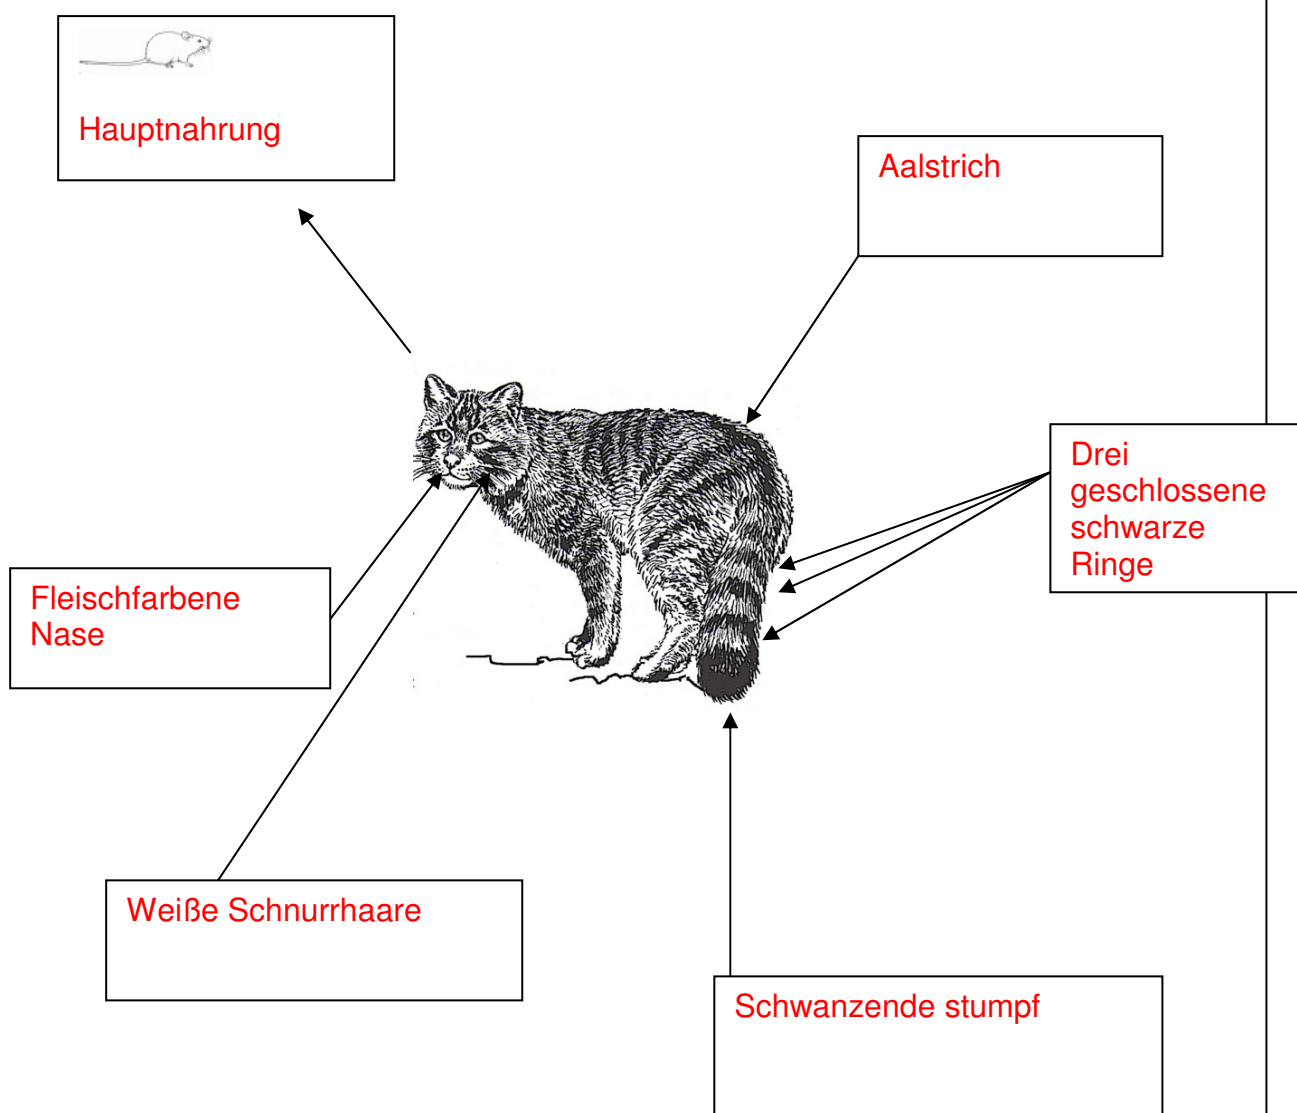 Hauptnahrung
Aalstrich
Drei
geschlossene
schwarze
Ringe
Fleischfarbene
Nase
Weiße Schnurrhaare
Schwanzende stumpf